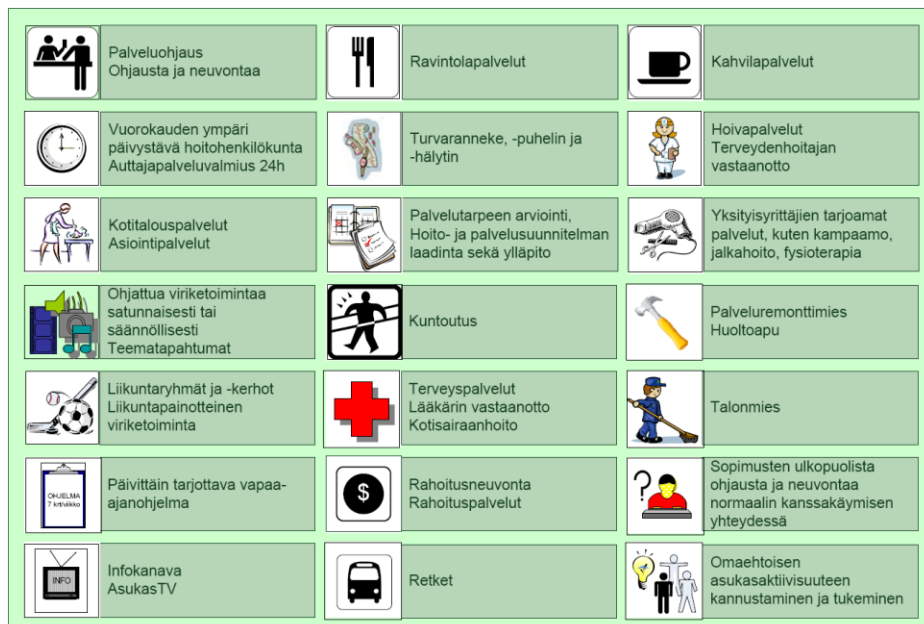 Palveluohjaus
Ohjausta ja neuvontaa
Ravintolapalvelut
Kahvilapalvelut
Vuorokauden ympäri
päivystävä hoitohenkilökunta
Auttajapalveluvalmius 24h
Turvaranneke, -puhelin ja
-hälytin
Hoivapalvelut
Terveydenhoitajan
vastaanotto
Kotitalouspalvelut
Asiointipalvelut
Palvelutarpeen arviointi,
Hoito- ja palvelusuunnitelman
laadinta sekä ylläpito
Yksityisyrittäjien tarjoamat
palvelut, kuten kampaamo,
jalkahoito, fysioterapia
Ohjattua viriketoimintaa
satunnaisesti tai
säännöllisesti
Teematapahtumat
Kuntoutus
Palveluremonttimies
Huoltoapu
Liikuntaryhmät ja -kerhot
Liikuntapainotteinen
viriketoiminta
Terveyspalvelut
Lääkärin vastaanotto
Kotisairaanhoito
Talonmies
OHJELMA
7 krt/viikko
Päivittäin tarjottava vapaa-
ajanohjelma
$
Rahoitusneuvonta
Rahoituspalvelut
?
Sopimusten ulkopuolista
ohjausta ja neuvontaa
normaalin kanssakäymisen
yhteydessä
INFO
Infokanava
AsukasTV
Retket
Omaehtoisen
asukasaktiivisuuteen
kannustaminen ja tukeminen